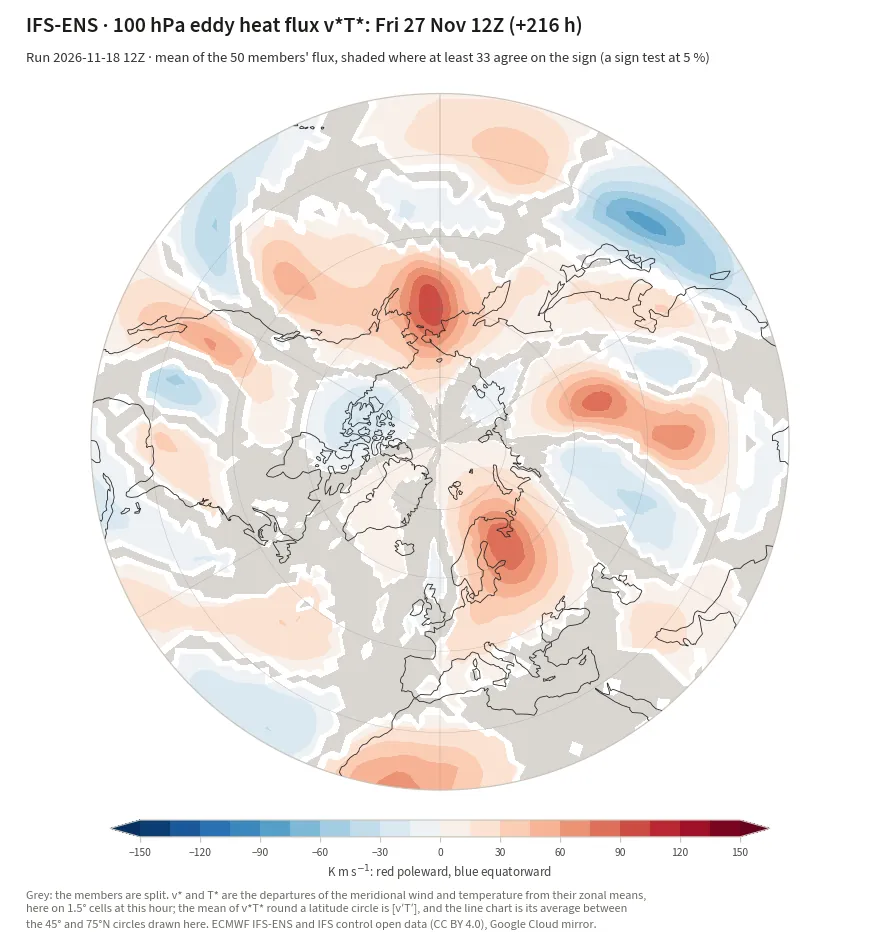 IFS-ENS · 100 hPa eddy heat flux v*T*: Fri 27 Nov 12Z (+216 h)
Run 2026-11-18 12Z · mean of the 50 members' flux, shaded where at least 33 agree on the sign (a sign test at 5 %)
−150 −120 −90 −60 −30 0 30 60 90 120 150
K m s⁻¹: red poleward, blue equatorward
Grey: the members are split. v* and T* are the departures of the meridional wind and temperature from their zonal means,
here on 1.5° cells at this hour; the mean of v*T* round a latitude circle is [v'T'], and the line chart is its average between
the 45° and 75°N circles drawn here. ECMWF IFS-ENS and IFS control open data (CC BY 4.0), Google Cloud mirror.